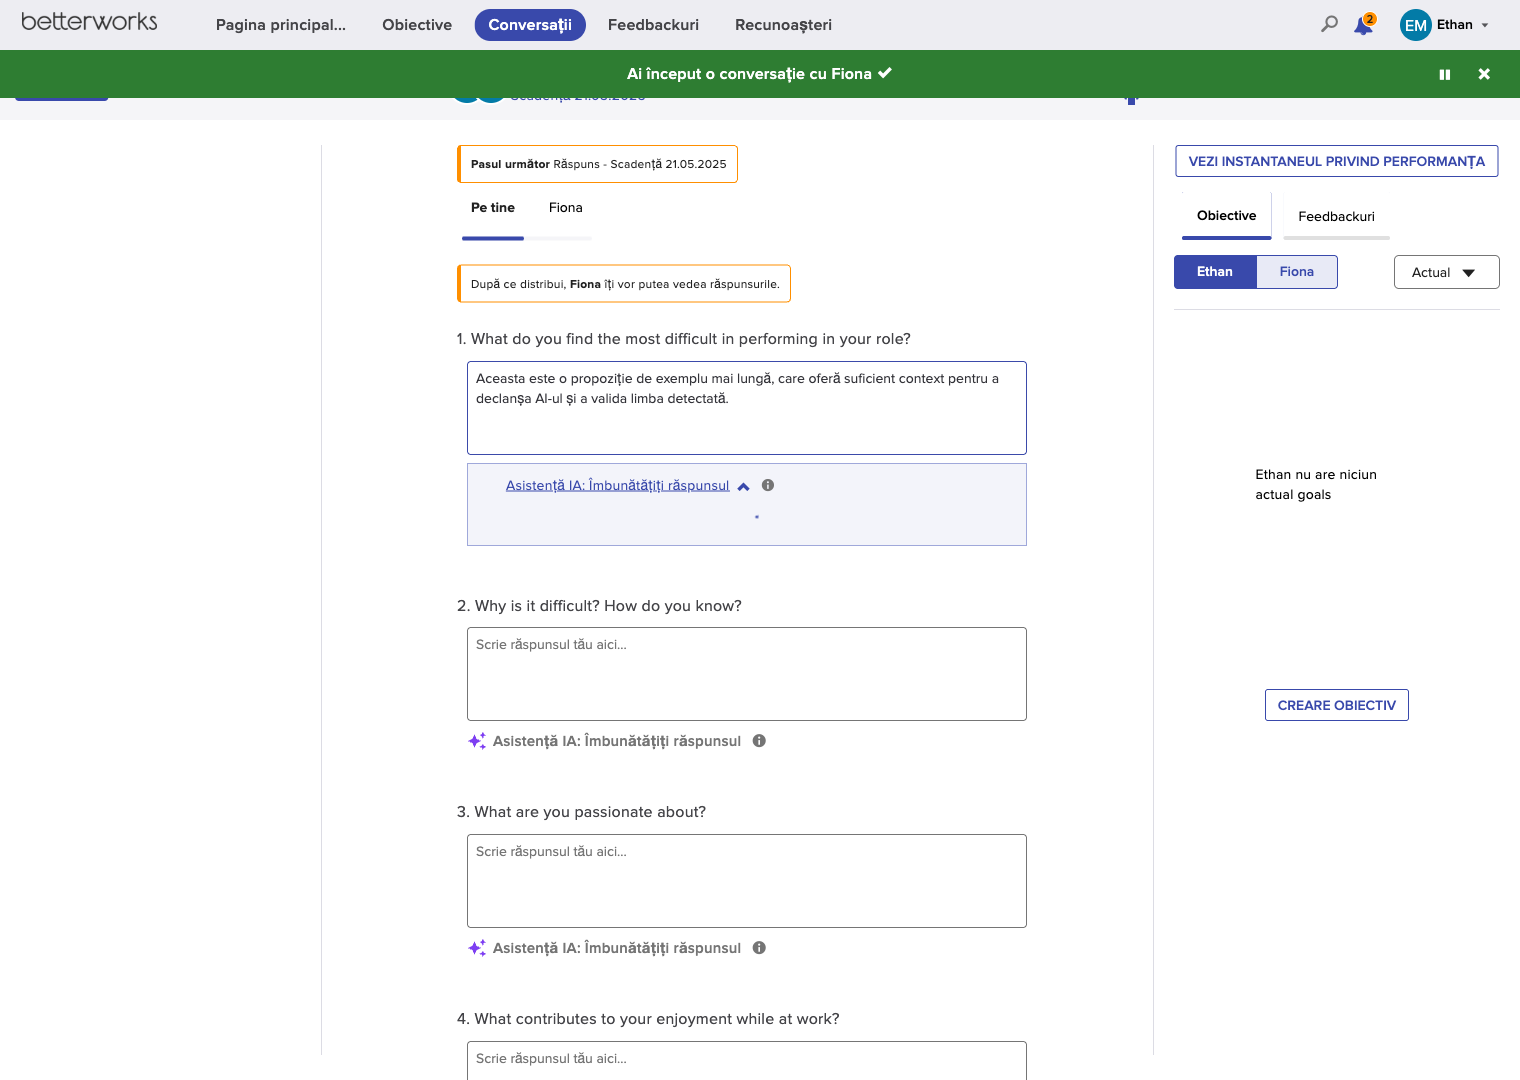 betterworks
Pagina principal...
Obiective
Conversații
Feedbackuri
Recunoașteri
2
EM
Ethan
Ai început o conversație cu Fiona
Scadență 21.05.2025
Pasul următor Răspuns - Scadență 21.05.2025
Pe tine
Fiona
După ce distribui, Fiona îți vor putea vedea răspunsurile.
1. What do you find the most difficult in performing in your role?
Aceasta este o propoziție de exemplu mai lungă, care oferă suficient context pentru a
declanșa AI-ul și a valida limba detectată.
Asistență IA: Îmbunătățiți răspunsul
2. Why is it difficult? How do you know?
Scrie răspunsul tău aici...
Asistență IA: Îmbunătățiți răspunsul
3. What are you passionate about?
Scrie răspunsul tău aici...
Asistență IA: Îmbunătățiți răspunsul
4. What contributes to your enjoyment while at work?
Scrie răspunsul tău aici...
VEZI INSTANTANEUL PRIVIND PERFORMANȚA
Obiective
Feedbackuri
Ethan
Fiona
Actual
Ethan nu are niciun
actual goals
CREARE OBIECTIV